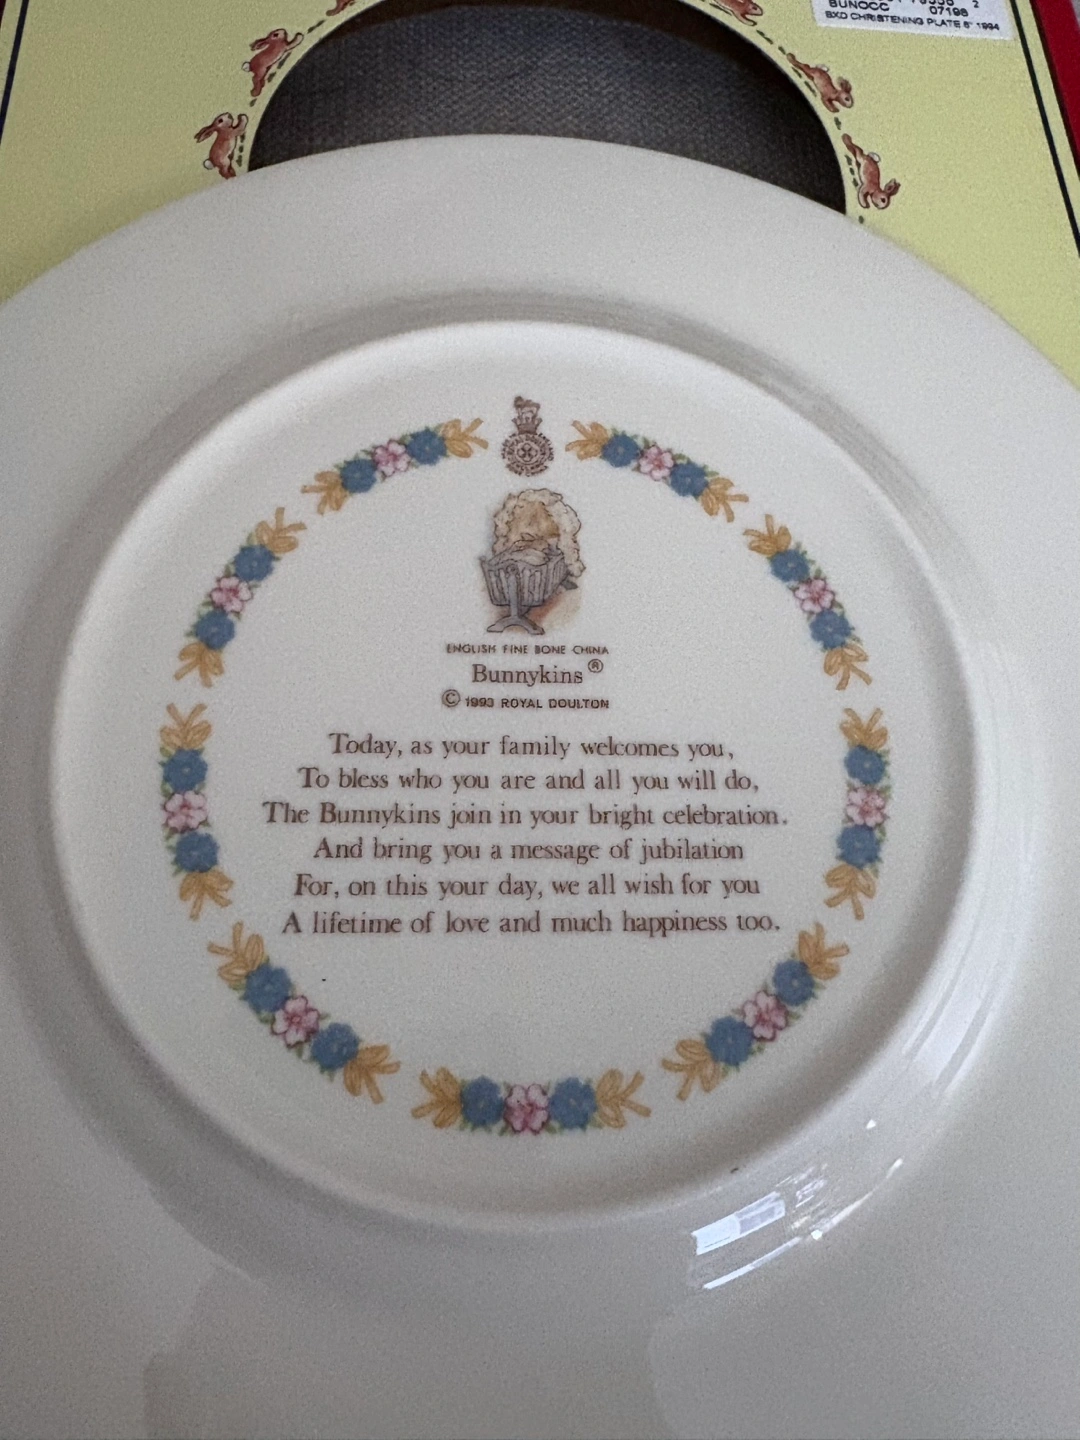 BUNOCC 07198
BXD CHRISTENING PLATE 8" 1994
ENGLISH FINE BONE CHINA
Bunnykins®
© 1993 ROYAL DOULTON
Today, as your family welcomes you,
To bless who you are and all you will do,
The Bunnykins join in your bright celebration.
And bring you a message of jubilation
For, on this your day, we all wish for you
A lifetime of love and much happiness too.